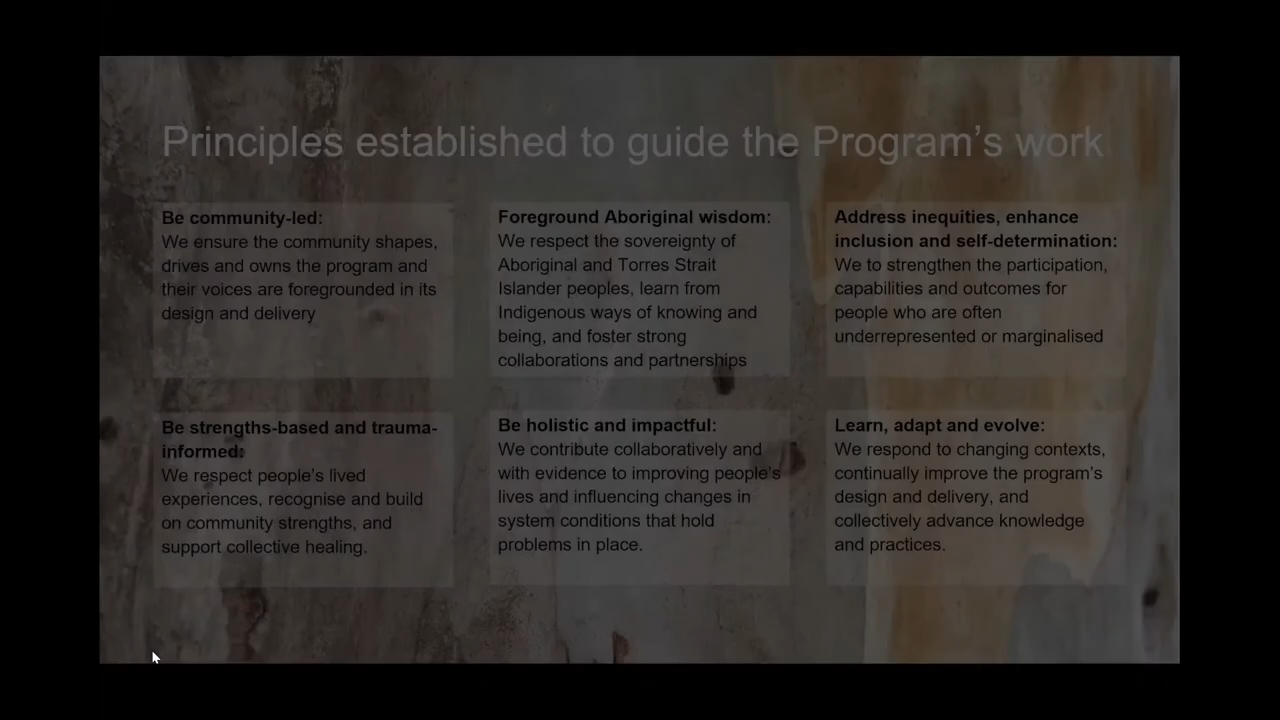 Principles established to guide the Program’s work
Be community-led:
We ensure the community shapes,
drives and owns the program and
their voices are foregrounded in its
design and delivery
Foreground Aboriginal wisdom:
We respect the sovereignty of
Aboriginal and Torres Strait
Islander peoples, learn from
Indigenous ways of knowing and
being, and foster strong
collaborations and partnerships
Address inequities, enhance
inclusion and self-determination:
We to strengthen the participation,
capabilities and outcomes for
people who are often
underrepresented or marginalised
Be strengths-based and trauma-
informed:
We respect people’s lived
experiences, recognise and build
on community strengths, and
support collective healing.
Be holistic and impactful:
We contribute collaboratively and
with evidence to improving people’s
lives and influencing changes in
system conditions that hold
problems in place.
Learn, adapt and evolve:
We respond to changing contexts,
continually improve the program’s
design and delivery, and
collectively advance knowledge
and practices.